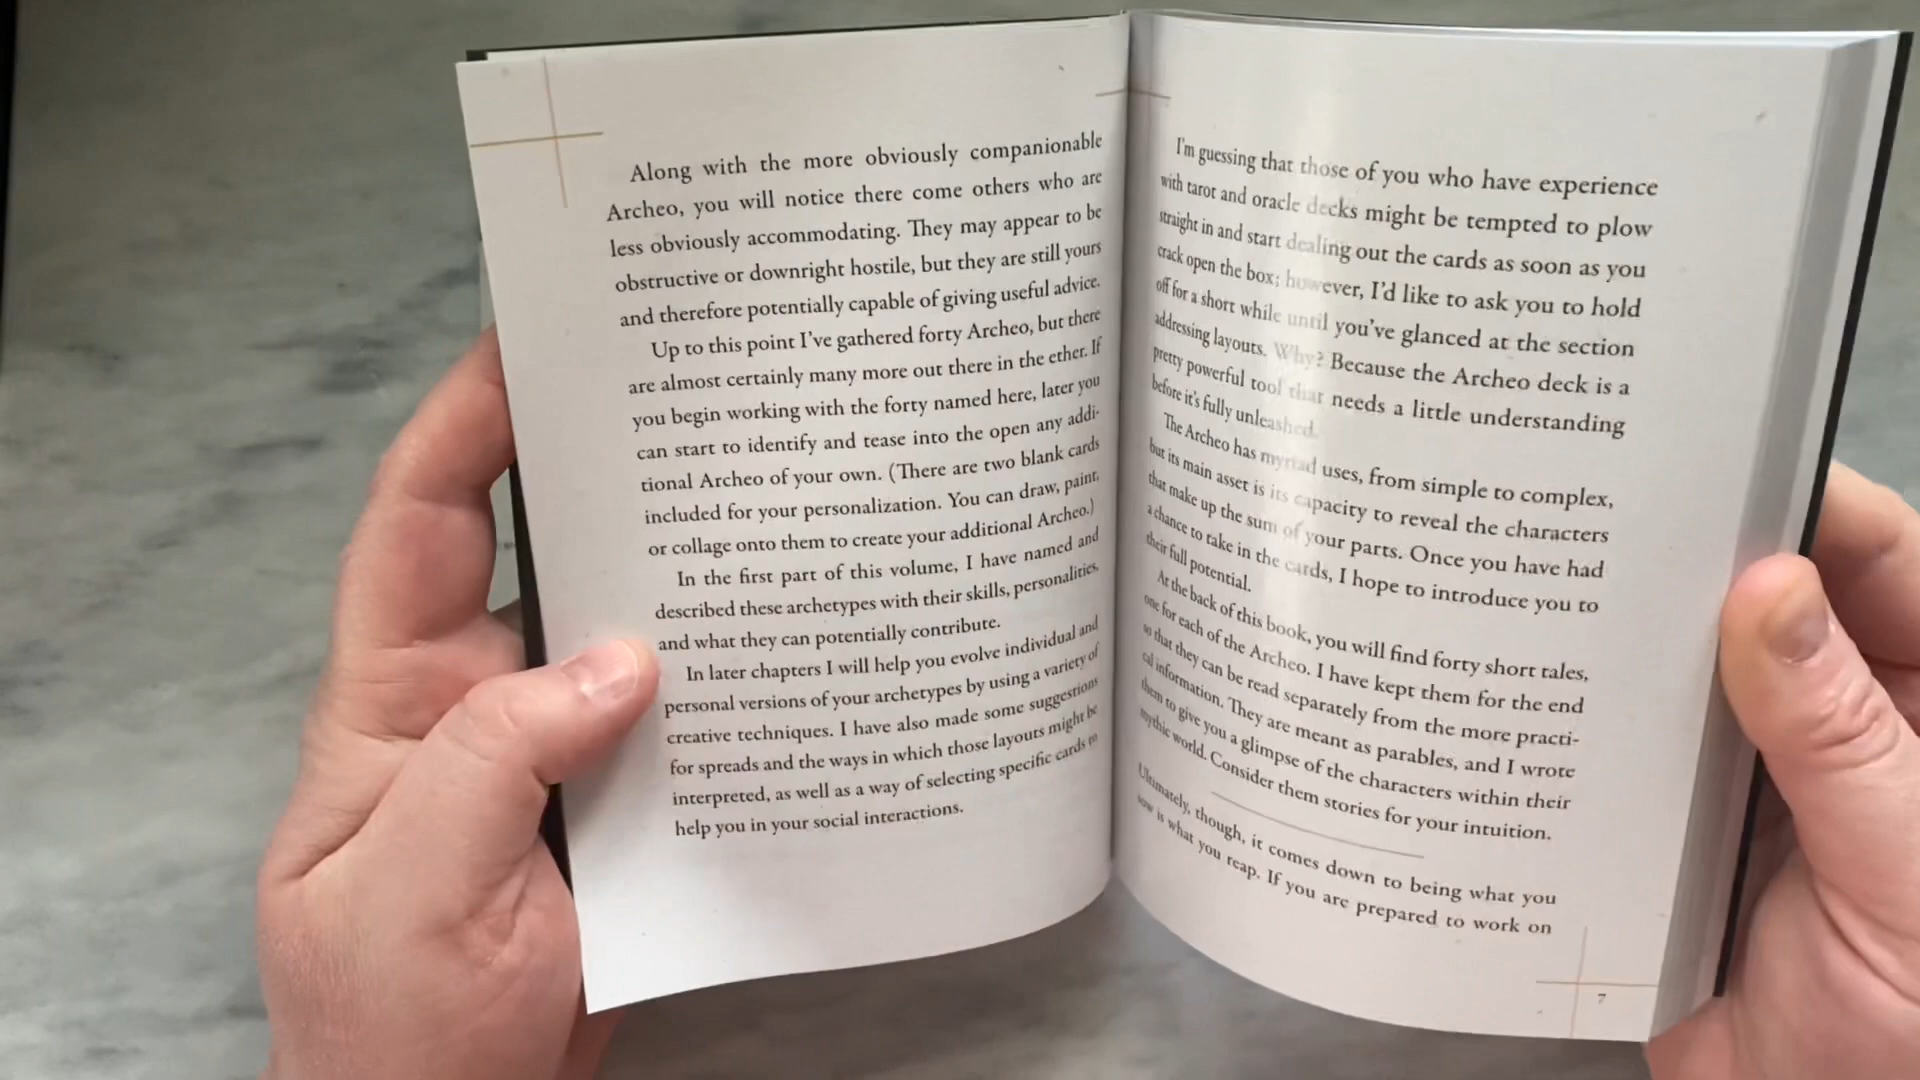 Along with the more obviously companionable
Archeo, you will notice there come others who are
less obviously accommodating. They may appear to be
obstructive or downright hostile, but they are still yours
and therefore potentially capable of giving useful advice.
Up to this point I've gathered forty Archeo, but there
are almost certainly many more out there in the ether. If
you begin working with the forty named here, later you
can start to identify and tease into the open any addi-
tional Archeo of your own. (There are two blank cards
included for your personalization. You can draw, paint,
or collage onto them to create your additional Archeo.)
In the first part of this volume, I have named and
described these archetypes with their skills, personalities,
and what they can potentially contribute.
In later chapters I will help you evolve individual and
personal versions of your archetypes by using a variety of
creative techniques. I have also made some suggestions
for spreads and the ways in which those layouts might be
interpreted, as well as a way of selecting specific cards to
help you in your social interactions.
I'm guessing that those of you who have experience
with tarot and oracle decks might be tempted to plow
straight in and start dealing out the cards as soon as you
crack open the box; however, I'd like to ask you to hold
off for a short while until you've glanced at the section
addressing layouts. Why? Because the Archeo deck is a
pretty powerful tool that needs a little understanding
before it's fully unleashed.
The Archeo has myriad uses, from simple to complex,
but its main asset is its capacity to reveal the characters
that make up the sum of your parts. Once you have had
a chance to take in the cards, I hope to introduce you to
their full potential.
At the back of this book, you will find forty short tales,
one for each of the Archeo. I have kept them for the end
so that they can be read separately from the more practi-
cal information. They are meant as parables, and I wrote
them to give you a glimpse of the characters within their
mythic world. Consider them stories for your intuition.
Ultimately, though, it comes down to being what you
sow is what you reap. If you are prepared to work on
7